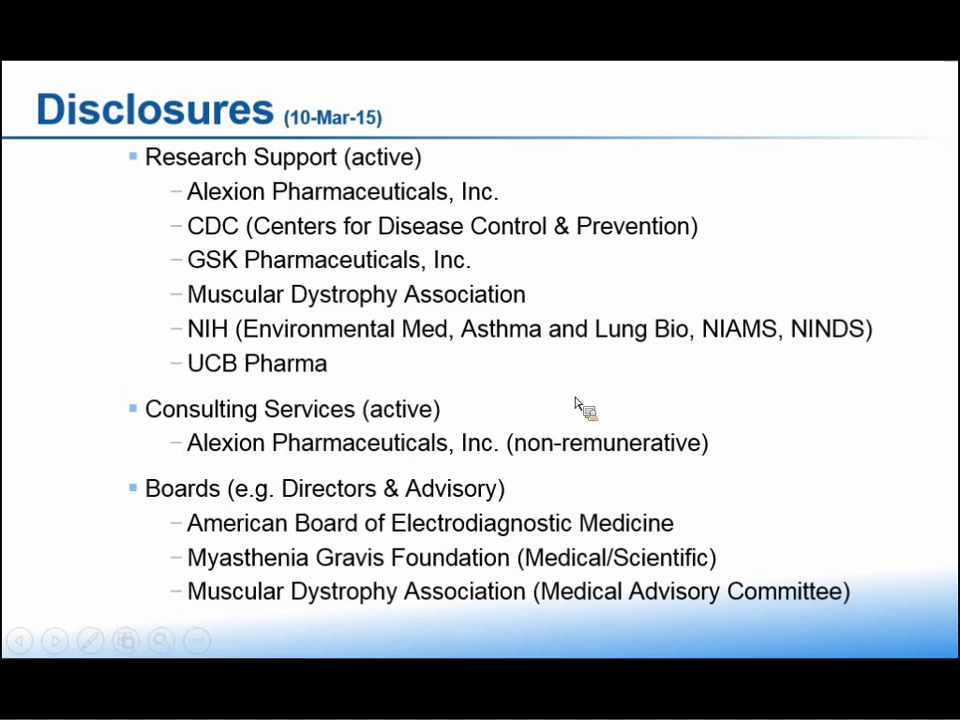 Disclosures (10-Mar-15)
Research Support (active)
Alexion Pharmaceuticals, Inc.
CDC (Centers for Disease Control & Prevention)
GSK Pharmaceuticals, Inc.
Muscular Dystrophy Association
NIH (Environmental Med, Asthma and Lung Bio, NIAMS, NINDS)
UCB Pharma
Consulting Services (active)
Alexion Pharmaceuticals, Inc. (non-remunerative)
Boards (e.g. Directors & Advisory)
American Board of Electrodiagnostic Medicine
Myasthenia Gravis Foundation (Medical/Scientific)
Muscular Dystrophy Association (Medical Advisory Committee)